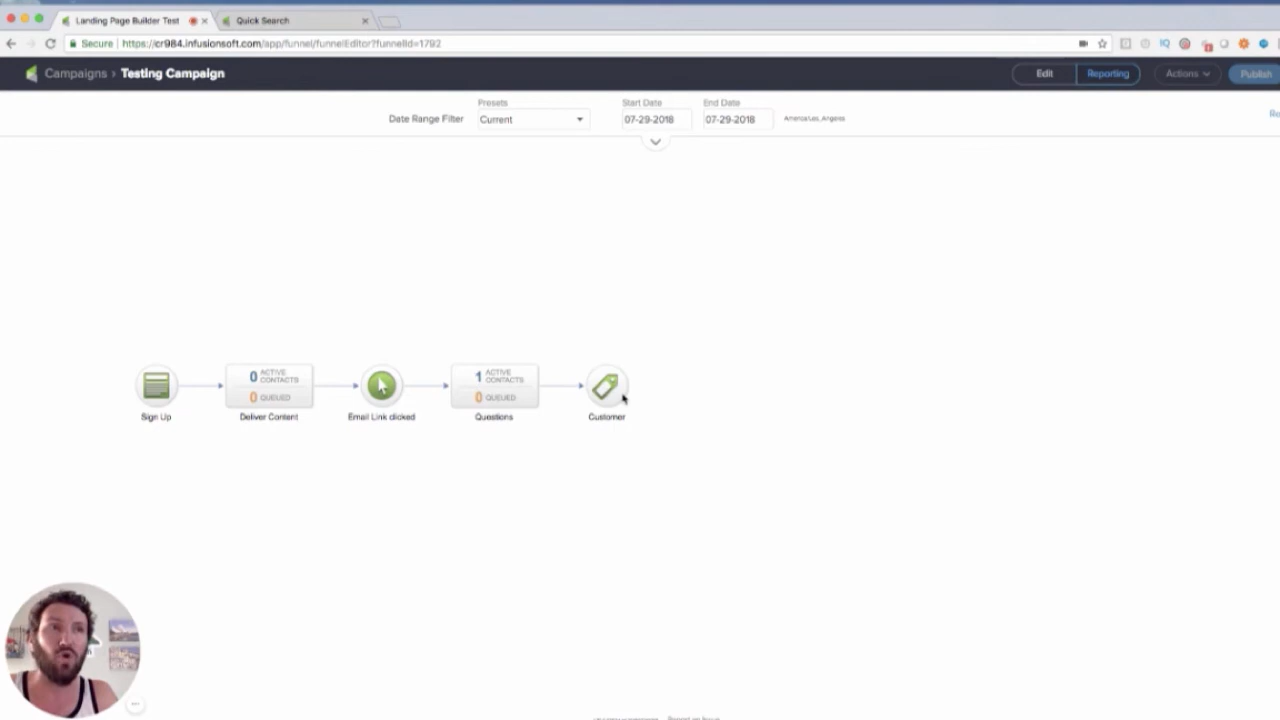 Landing Page Builder Test
Quick Search
Secure https://cr984.infusionsoft.com/app/funnel/funnelEditor?funnelId=1792
Campaigns › Testing Campaign
Edit
Reporting
Actions
Publish
Presets
Start Date
End Date
Date Range Filter
Current
07-29-2018
07-29-2018
America/Los_Angeles
Re
0 ACTIVE CONTACTS
0 QUEUED
1 ACTIVE CONTACTS
0 QUEUED
Sign Up
Deliver Content
Email Link clicked
Questions
Customer